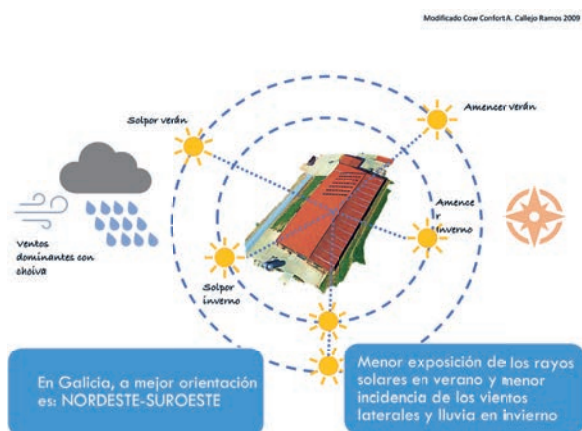 Modificado Cow Confort A. Callejo Ramos 2009
Solpor verán
Amencer verán
Amence
r
inverno
Ventos
dominantes con
choiva
Solpor
inverno
En Galicia, a mejor orientación
es: NORDESTE-SUROESTE
Menor exposición de los rayos
solares en verano y menor
incidencia de los vientos
laterales y lluvia en invierno